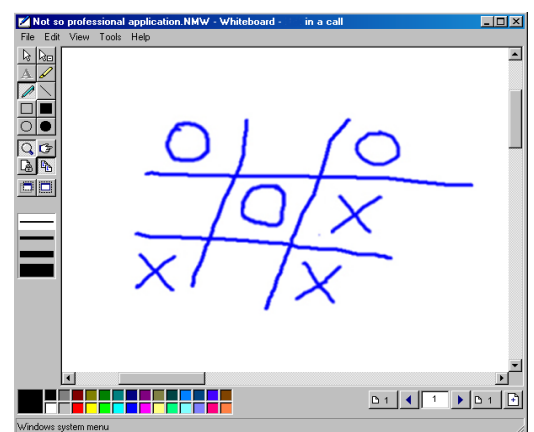 Not so professional application.NMW - Whiteboard - in a call
File Edit View Tools Help
A
O O
O X
X X
1 1 1
Windows system menu